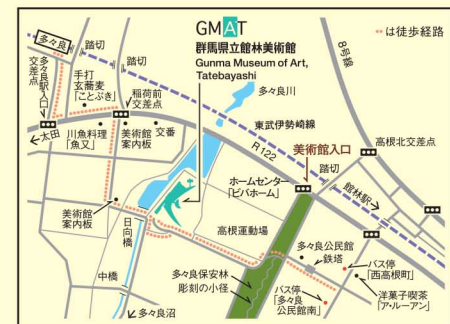 GMAT
群馬県立館林美術館
Gunma Museum of Art,
Tatebayashi
は徒歩経路
多々良
踏切
踏切
多々良駅入口
交差点
手打
玄蕎麦
「ことぶき」
稲荷前
交差点
多々良川
8号線
太田
川魚料理
「魚又」
美術館
案内板
交番
東武伊勢崎線
R122
美術館入口
踏切
高根北交差点
館林駅
ホームセンター
「ビバホーム」
美術館
案内板
日向橋
高根運動場
多々良公民館
鉄塔
バス停
「西高根町」
中橋
多々良保安林
彫刻の小径
バス停
「多々良
公民館南」
洋菓子喫茶
「ア・ルーアン」
多々良沼